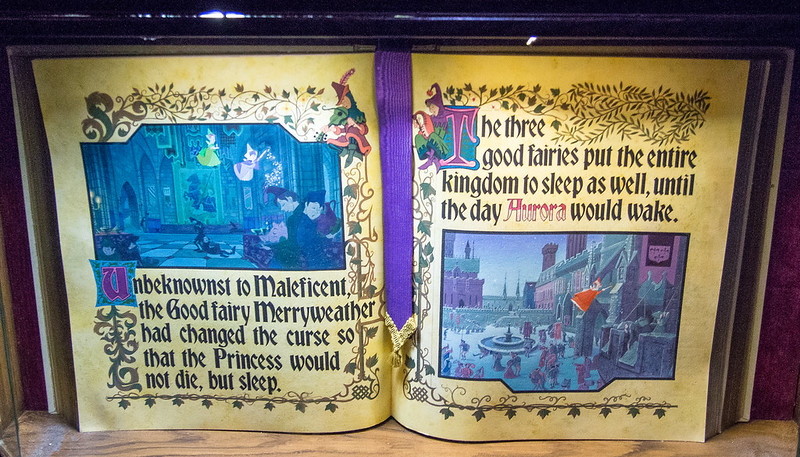 Unbeknownst to Maleficent,
the Good fairy Merryweather
had changed the curse so
that the Princess would
not die, but sleep.
The three
good fairies put the entire
kingdom to sleep as well, until
the day Aurora would wake.